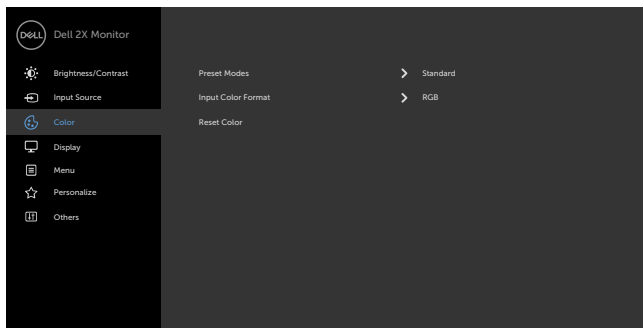 DELL Dell 2X Monitor
Brightness/Contrast Preset Modes Standard
Input Source Input Color Format RGB
Color Reset Color
Display
Menu
Personalize
Others